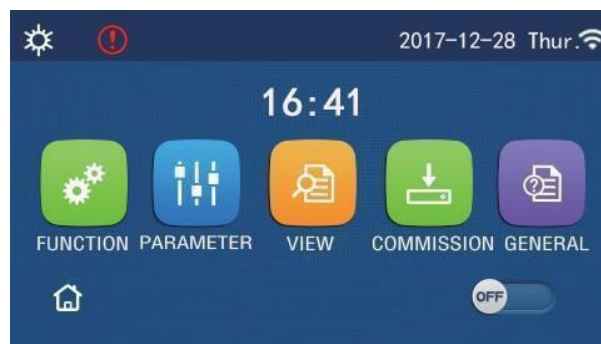 2017-12-28 Thur.
16:41
FUNCTION PARAMETER VIEW COMMISSION GENERAL
OFF